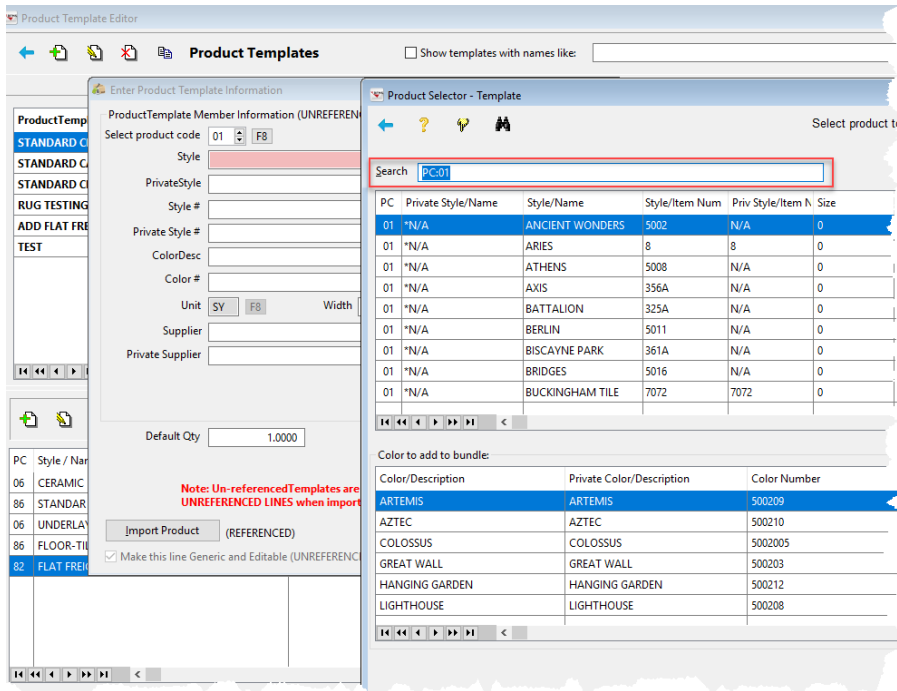 Product Template Editor
Product Templates
Show templates with names like:
Enter Product Template Information
ProductTemplate Member Information (UNREFEREN
Select product code 01 F8
Style
PrivateStyle
Style #
Private Style #
ColorDesc
Color #
Unit SY F8 Width
Supplier
Private Supplier
Default Qty 1.0000
Note: Un-referencedTemplates are
UNREFERENCED LINES when import
Import Product (REFERENCED)
Make this line Generic and Editable (UNREFERENC
ProductTemp
STANDARD C
STANDARD CA
STANDARD C
RUG TESTING
ADD FLAT FRE
TEST
PC Style / Nar
06 CERAMIC
86 STANDAR
06 UNDERLAY
86 FLOOR-TIL
82 FLAT FREIG
Product Selector - Template
Select product t
Search PC:01
PC Private Style/Name Style/Name Style/Item Num Priv Style/Item N Size
01 *N/A ANCIENT WONDERS 5002 0
01 *N/A ARIES 8 8 0
01 *N/A ATHENS 5008 N/A 0
01 *N/A AXIS 356A N/A 0
01 *N/A BATTALION 325A N/A 0
01 *N/A BERLIN 5011 N/A 0
01 *N/A BISCAYNE PARK 361A N/A 0
01 *N/A BRIDGES 5016 N/A 0
01 *N/A BUCKINGHAM TILE 7072 7072 0
Color to add to bundle:
Color/Description Private Color/Description Color Number
ARTEMIS ARTEMIS 500209
AZTEC AZTEC 500210
COLOSSUS COLOSSUS 5002005
GREAT WALL GREAT WALL 500203
HANGING GARDEN HANGING GARDEN 500212
LIGHTHOUSE LIGHTHOUSE 500208